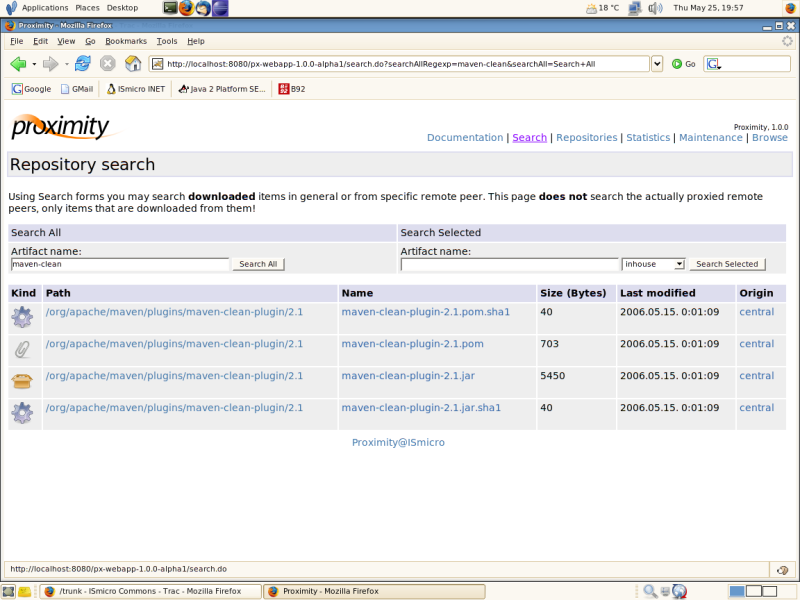 Applications Places Desktop 18 °C Thu May 25, 19:57
Proximity - Mozilla Firefox
File Edit View Go Bookmarks Tools Help
http://localhost:8080/px-webapp-1.0.0-alpha1/search.do?searchAllRegexp=maven-clean&searchAll=Search+All Go G
Google GMail ISmicro INET Java 2 Platform SE... B92
proximity
Proximity, 1.0.0
Documentation | Search | Repositories | Statistics | Maintenance | Browse
Repository search
Using Search forms you may search downloaded items in general or from specific remote peer. This page does not search the actually proxied remote
peers, only items that are downloaded from them!
Search All Search Selected
Artifact name: Artifact name:
maven-clean Search All inhouse Search Selected
Kind Path Name Size (Bytes) Last modified Origin
/org/apache/maven/plugins/maven-clean-plugin/2.1 maven-clean-plugin-2.1.pom.sha1 40 2006.05.15. 0:01:09 central
/org/apache/maven/plugins/maven-clean-plugin/2.1 maven-clean-plugin-2.1.pom 703 2006.05.15. 0:01:09 central
/org/apache/maven/plugins/maven-clean-plugin/2.1 maven-clean-plugin-2.1.jar 5450 2006.05.15. 0:01:09 central
/org/apache/maven/plugins/maven-clean-plugin/2.1 maven-clean-plugin-2.1.jar.sha1 40 2006.05.15. 0:01:09 central
Proximity@ISmicro
http://localhost:8080/px-webapp-1.0.0-alpha1/search.do
/trunk - ISmicro Commons - Trac - Mozilla Firefox Proximity - Mozilla Firefox